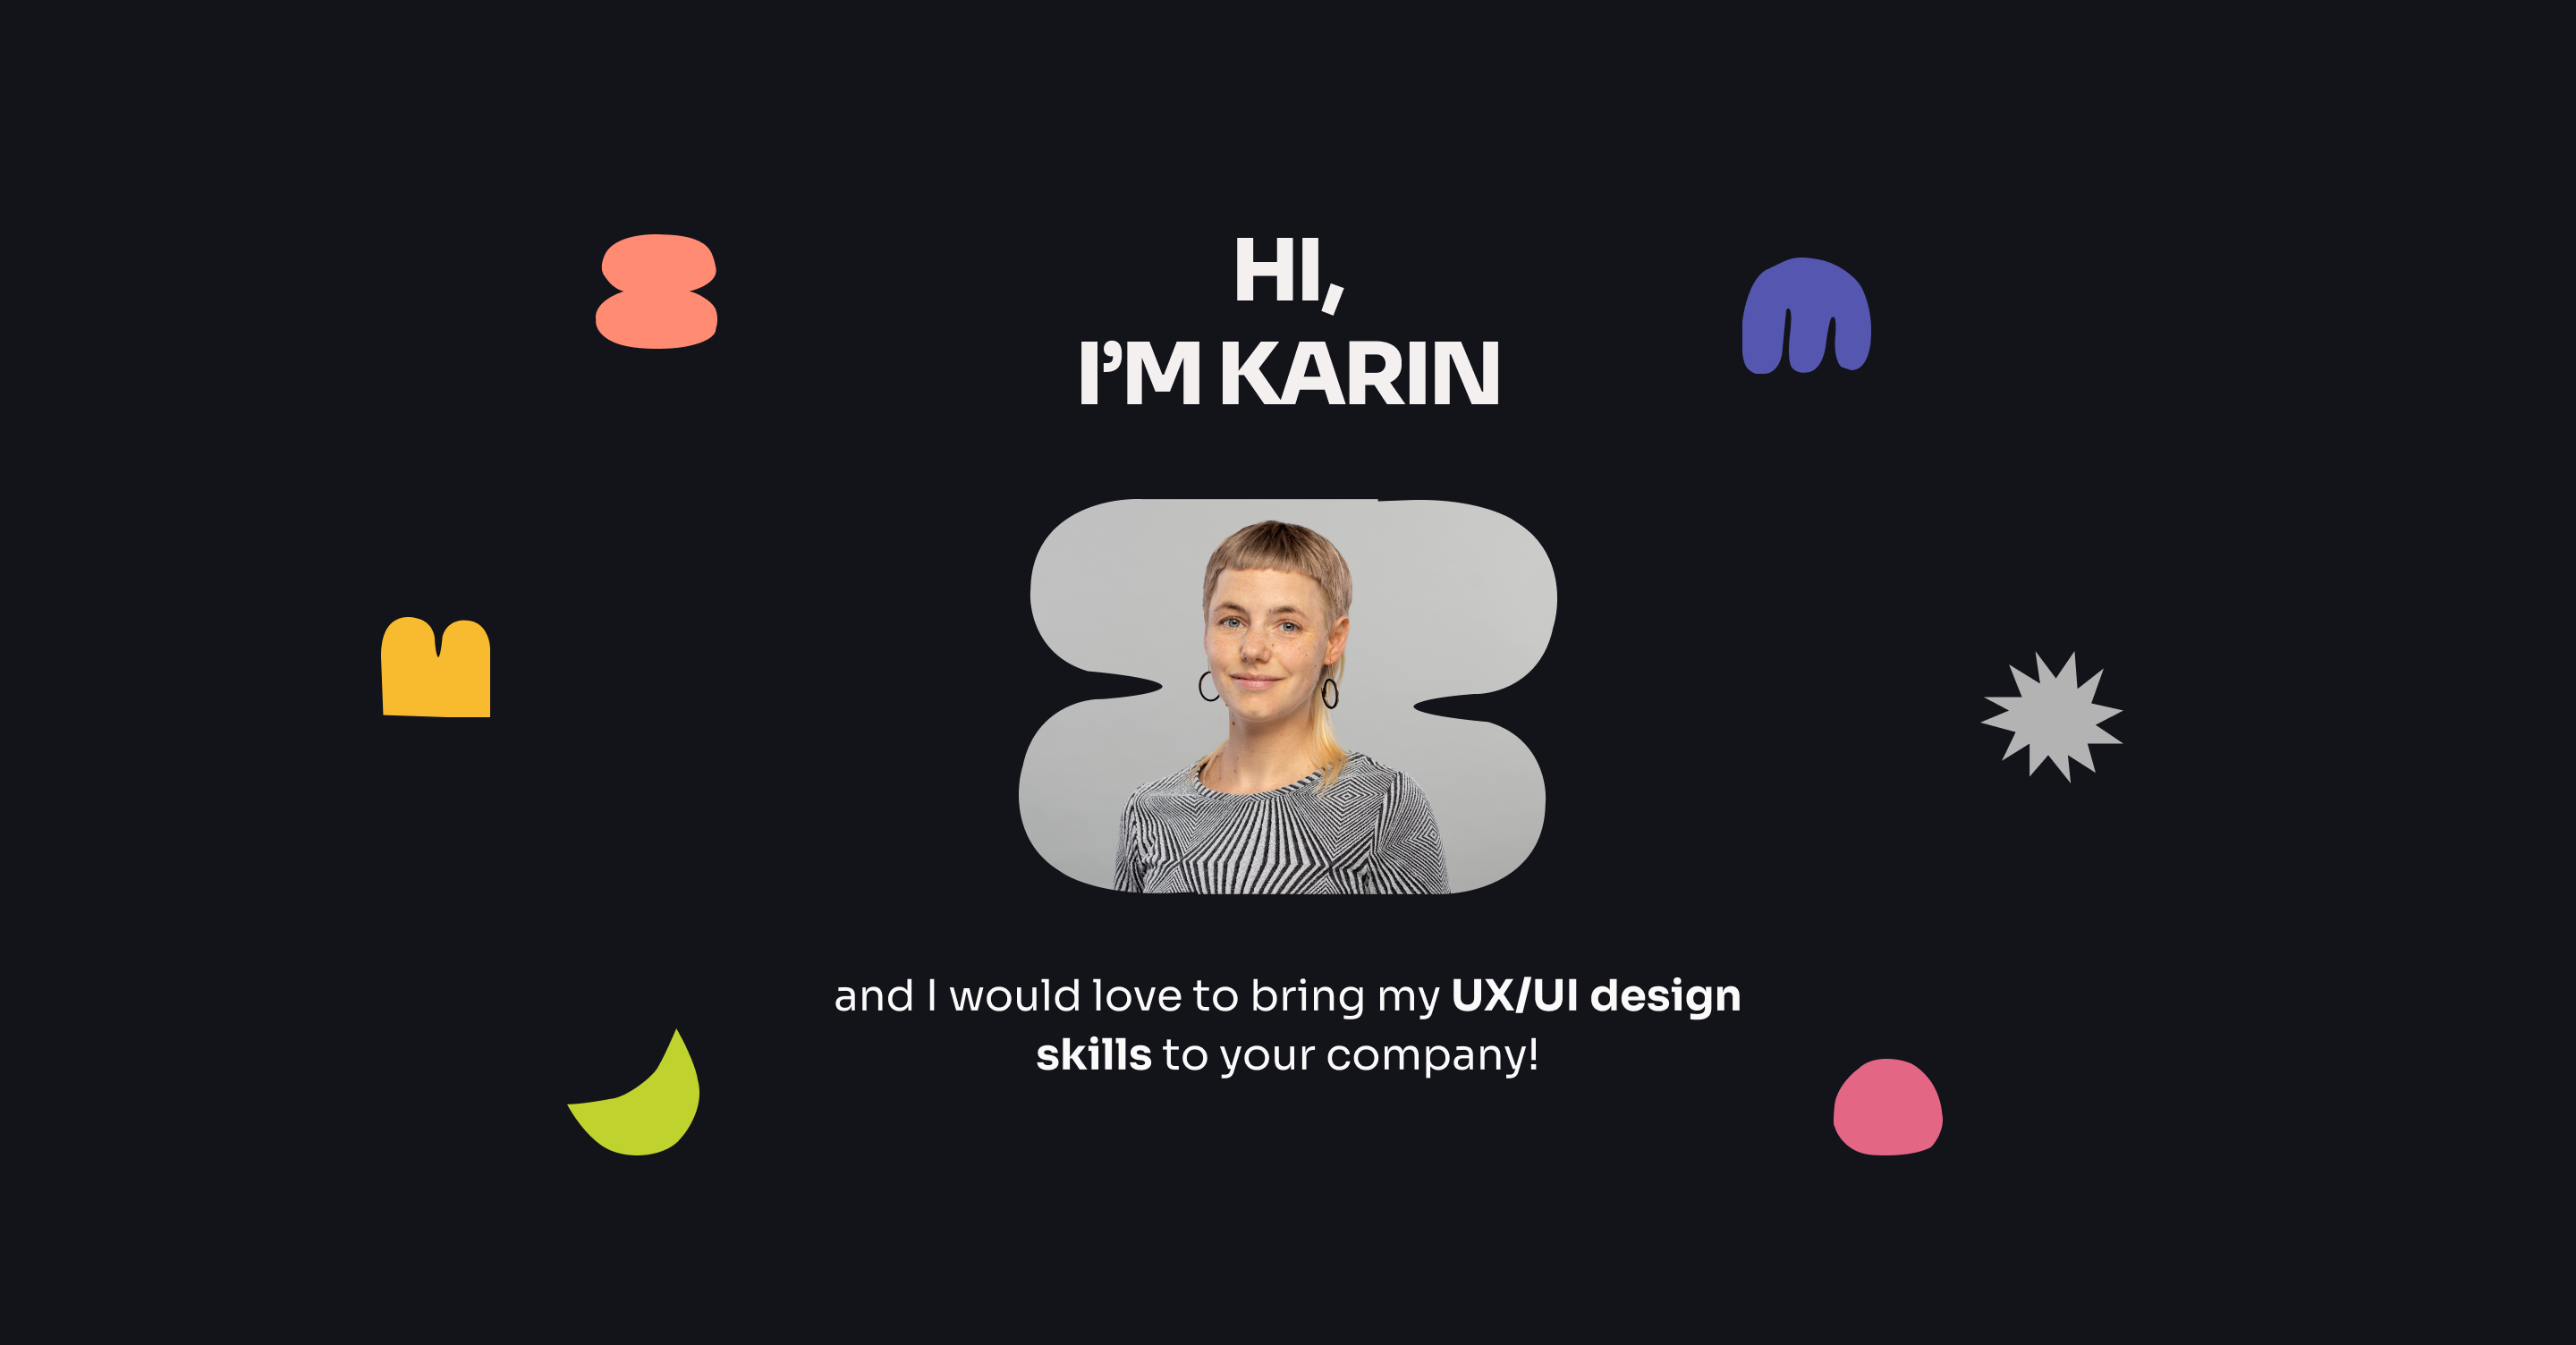 HI,
I’M KARIN
and I would love to bring my UX/UI design
skills to your company!